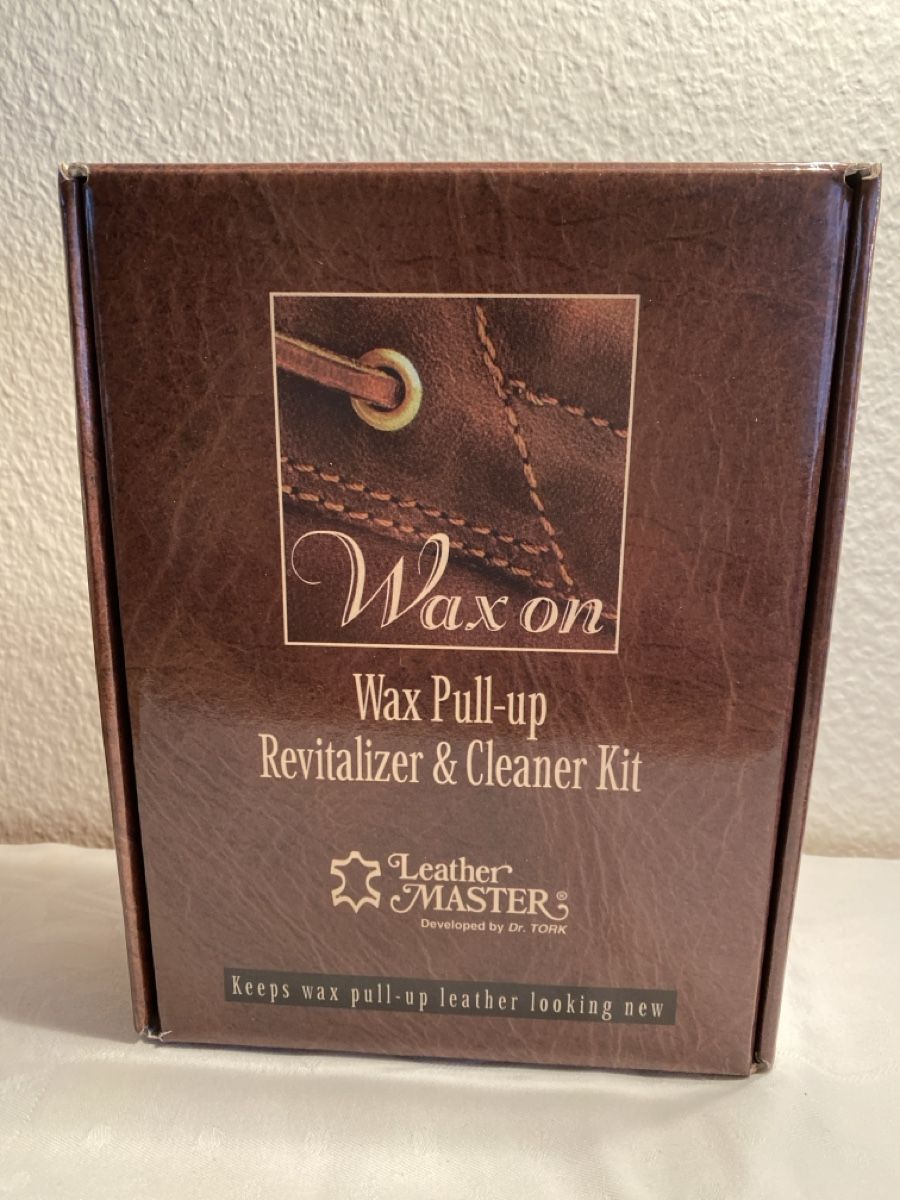 Wax on
Wax Pull-up
Revitalizer & Cleaner Kit
Leather
MASTER®
Developed by Dr. TORK
Keeps wax pull-up leather looking new